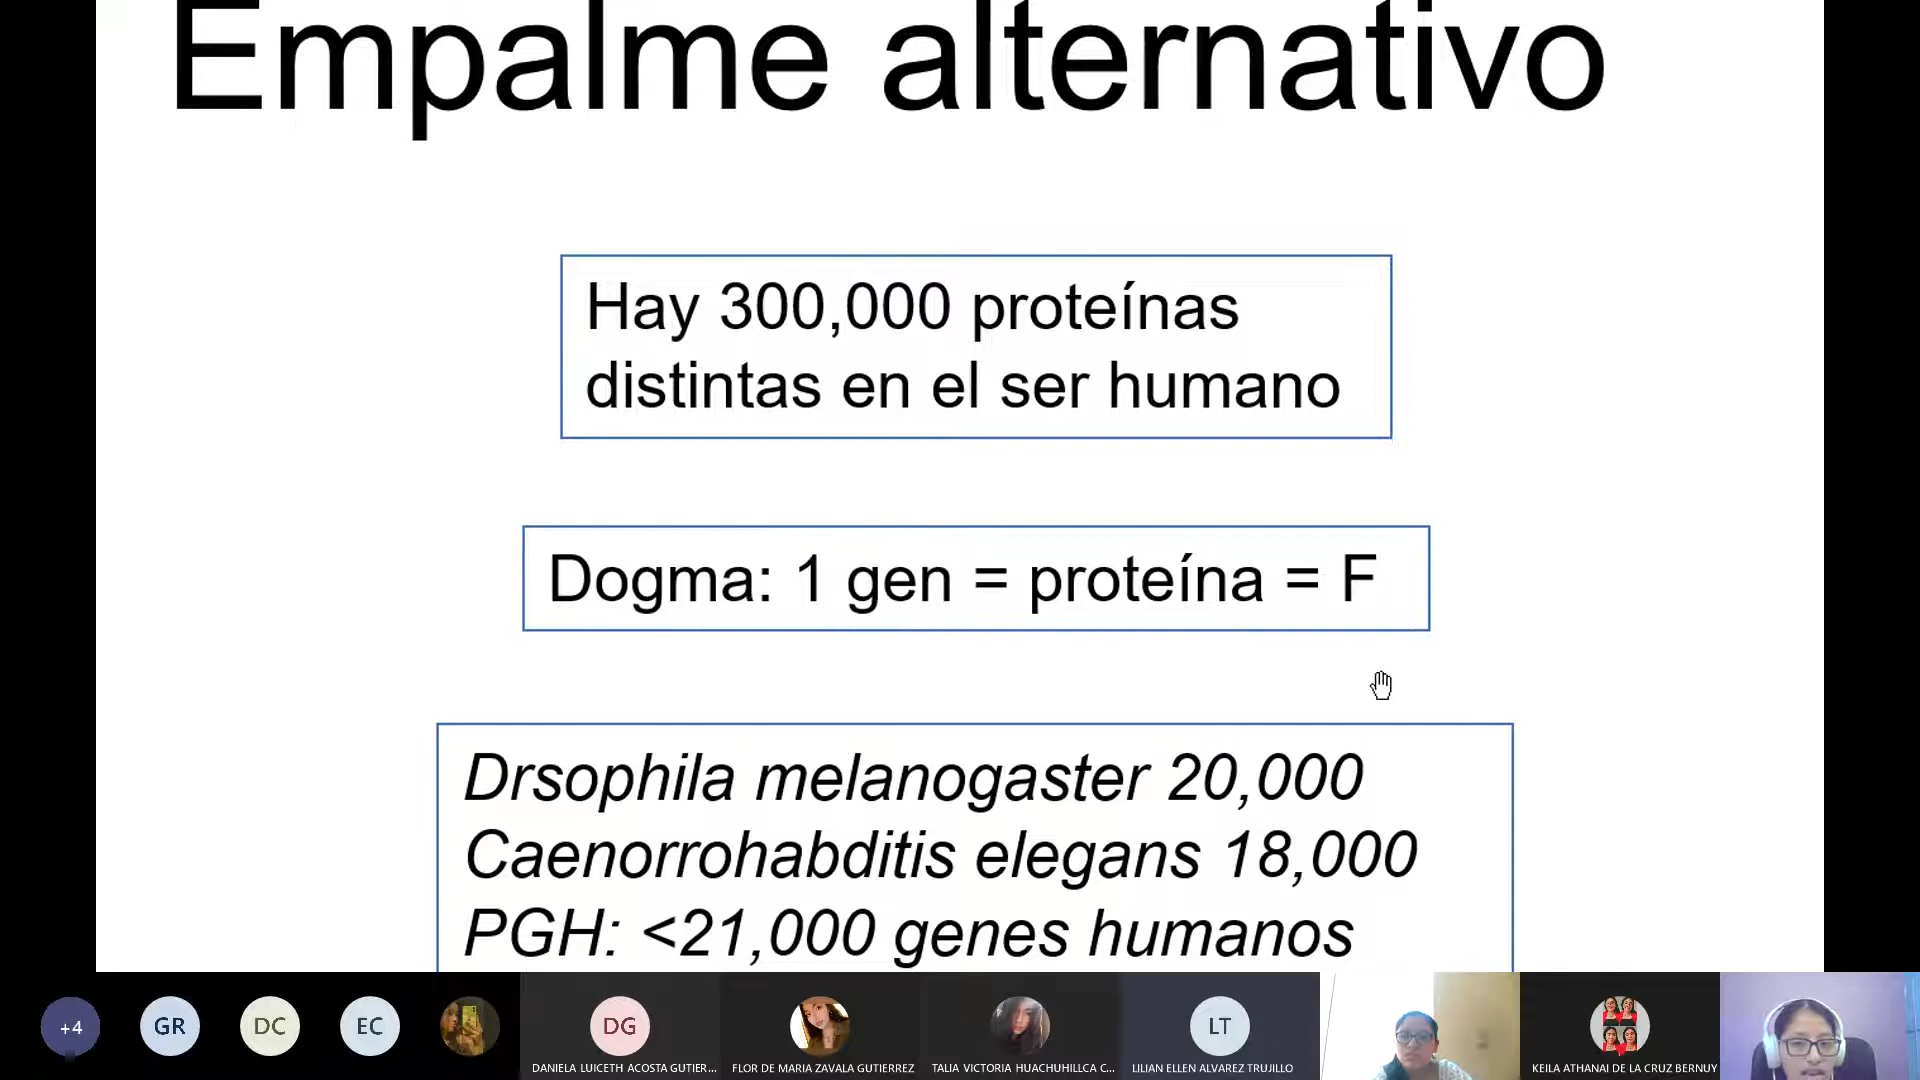 Empalme alternativo
Hay 300,000 proteínas
distintas en el ser humano
Dogma: 1 gen = proteína = F
Drsophila melanogaster 20,000
Caenorrohabditis elegans 18,000
PGH: <21,000 genes humanos
+4
GR
DC
EC
DG
LT
DANIELA LUICETH ACOSTA GUTIER...
FLOR DE MARIA ZAVALA GUTIERREZ
TALIA VICTORIA HUACHUHILLCA C...
LILIAN ELLEN ALVAREZ TRUJILLO
KEILA ATHANAI DE LA CRUZ BERNUY